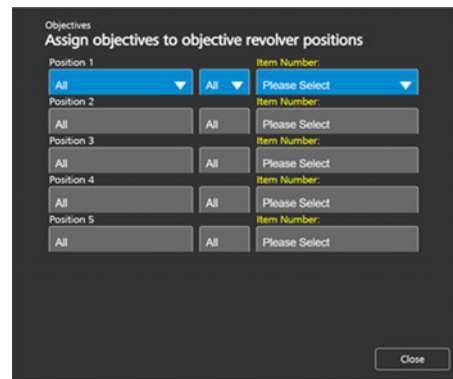 Objectives
Assign objectives to objective revolver positions
Position 1 Item Number:
All All Please Select
Position 2 Item Number:
All All Please Select
Position 3 Item Number:
All All Please Select
Position 4 Item Number:
All All Please Select
Position 5 Item Number:
All All Please Select
Close